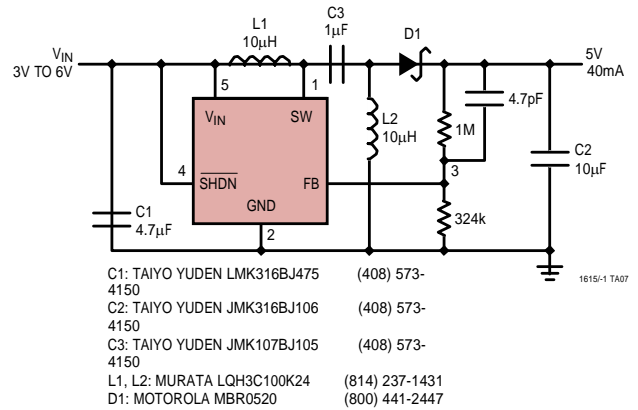 L1
10µH
C3
1µF
D1
VIN
3V TO 6V
5V
40mA
5
1
VIN
SW
4.7pF
L2
10µH
1M
C2
10µF
4
SHDN
FB
3
GND
324k
C1
4.7µF
2
1615/-1 TA07
C1: TAIYO YUDEN LMK316BJ475 (408) 573-
4150
C2: TAIYO YUDEN JMK316BJ106 (408) 573-
4150
C3: TAIYO YUDEN JMK107BJ105 (408) 573-
4150
L1, L2: MURATA LQH3C100K24 (814) 237-1431
D1: MOTOROLA MBR0520 (800) 441-2447